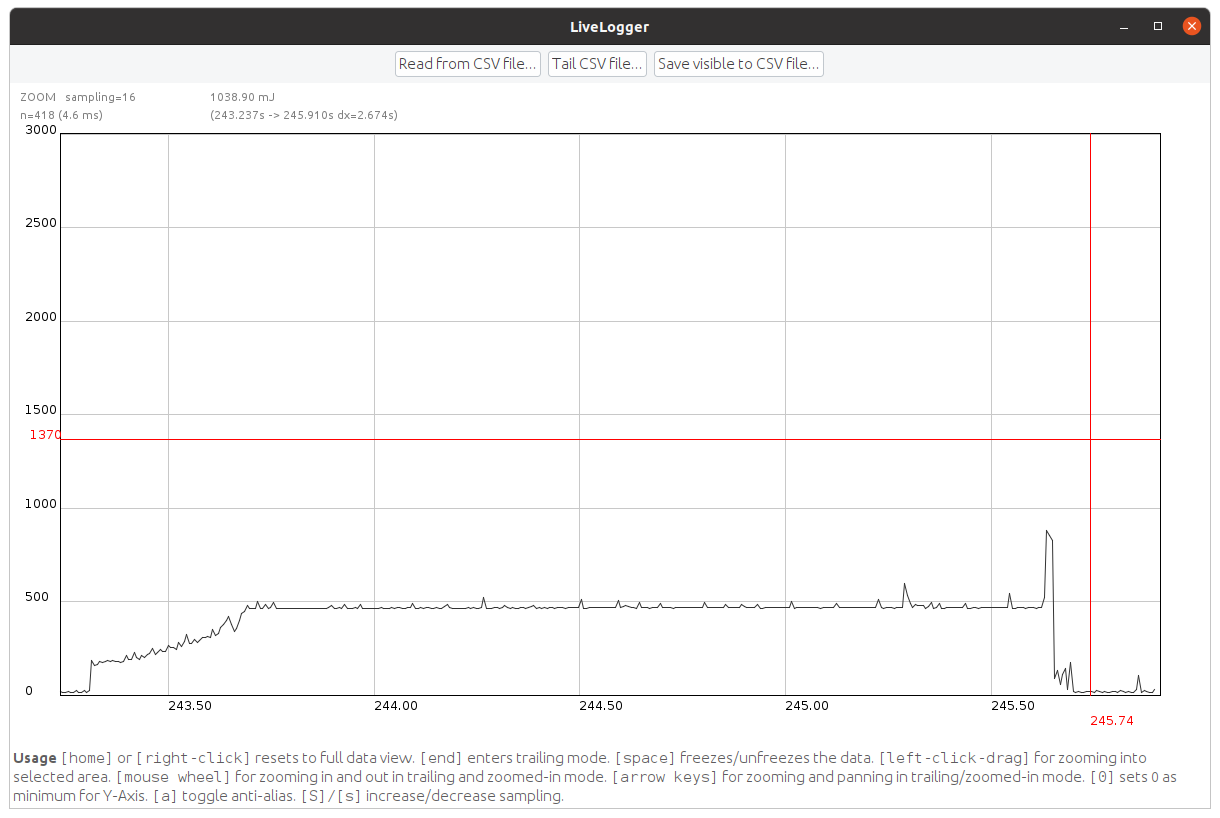 LiveLogger
Read from CSV file... Tail CSV file... Save visible to CSV file...
ZOOM sampling=16 1038.90 mJ
n=418 (4.6 ms) (243.237s -> 245.910s dx=2.674s)
3000
2500
2000
1500
1370
1000
500
0
243.50 244.00 244.50 245.00 245.50
245.74
Usage [home] or [right-click] resets to full data view. [end] enters trailing mode. [space] freezes/unfreezes the data. [left-click-drag] for zooming into
selected area. [mouse wheel] for zooming in and out in trailing and zoomed-in mode. [arrow keys] for zooming and panning in trailing/zoomed-in mode. [0] sets 0 as
minimum for Y-Axis. [a] toggle anti-alias. [S]/[s] increase/decrease sampling.